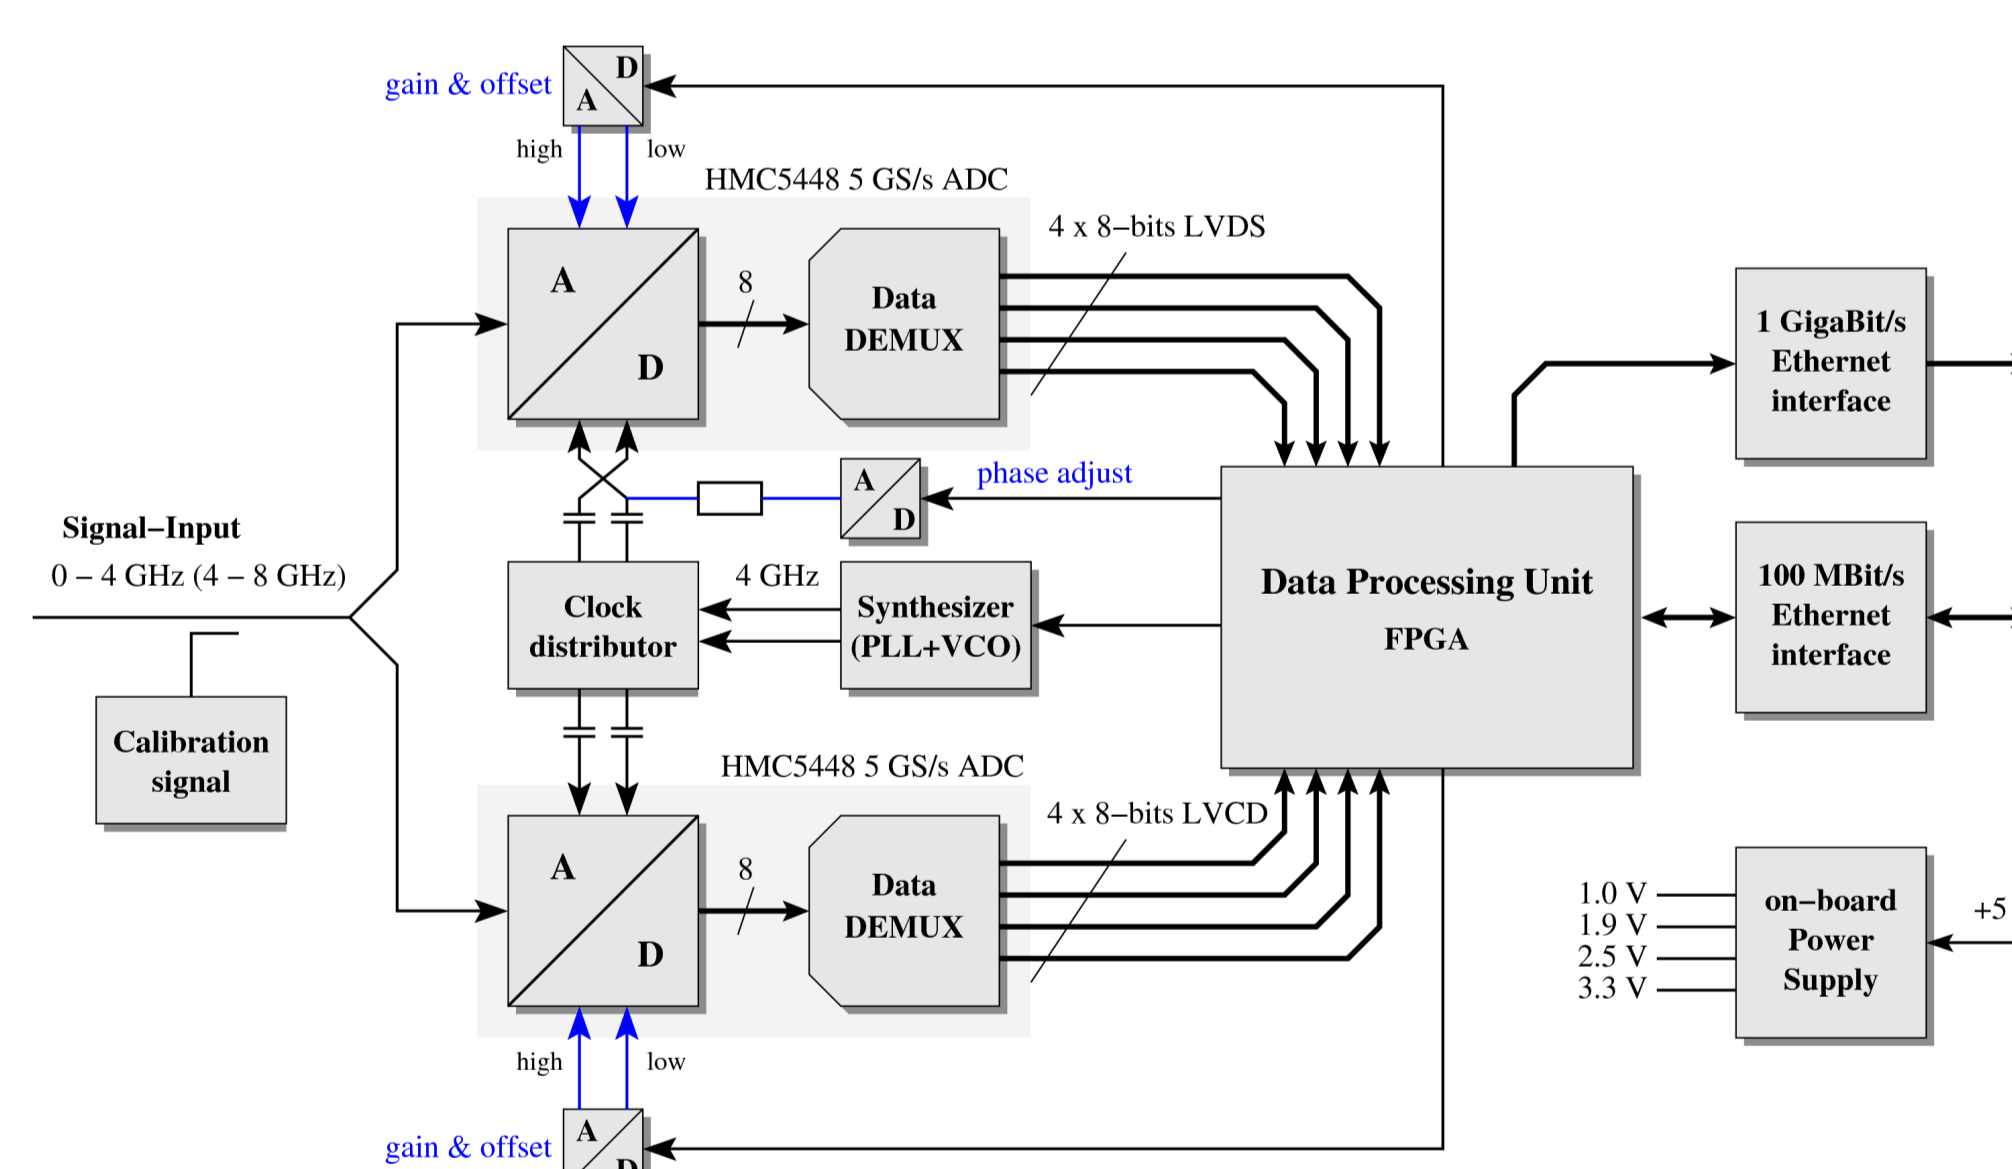 gain & offset
D
A
high
low
HMC5448 5 GS/s ADC
A
D
8
Data
DEMUX
4 x 8–bits LVDS
1 GigaBit/s
Ethernet
interface
phase adjust
A
D
Signal–Input
0 – 4 GHz (4 – 8 GHz)
Clock
distributor
4 GHz
Synthesizer
(PLL+VCO)
Data Processing Unit
FPGA
100 MBit/s
Ethernet
interface
Calibration
signal
HMC5448 5 GS/s ADC
A
D
8
Data
DEMUX
4 x 8–bits LVCD
1.0 V
1.9 V
2.5 V
3.3 V
on–board
Power
Supply
+5
high
low
gain & offset
A
D